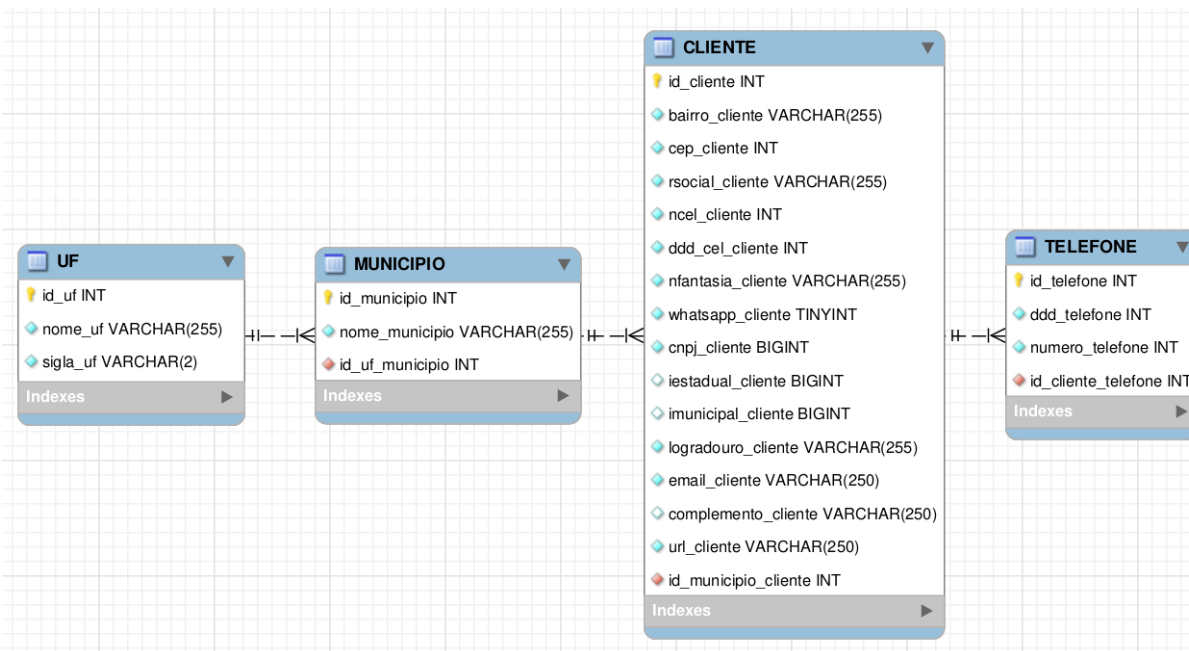 UF
id_uf INT
nome_uf VARCHAR(255)
sigla_uf VARCHAR(2)
Indexes
MUNICIPIO
id_municipio INT
nome_municipio VARCHAR(255)
id_uf_municipio INT
Indexes
CLIENTE
id_cliente INT
bairro_cliente VARCHAR(255)
cep_cliente INT
rsocial_cliente VARCHAR(255)
ncel_cliente INT
ddd_cel_cliente INT
nfantasia_cliente VARCHAR(255)
whatsapp_cliente TINYINT
cnpj_cliente BIGINT
iestadual_cliente BIGINT
imunicipal_cliente BIGINT
logradouro_cliente VARCHAR(255)
email_cliente VARCHAR(250)
complemento_cliente VARCHAR(250)
url_cliente VARCHAR(250)
id_municipio_cliente INT
Indexes
TELEFONE
id_telefone INT
ddd_telefone INT
numero_telefone INT
id_cliente_telefone INT
Indexes